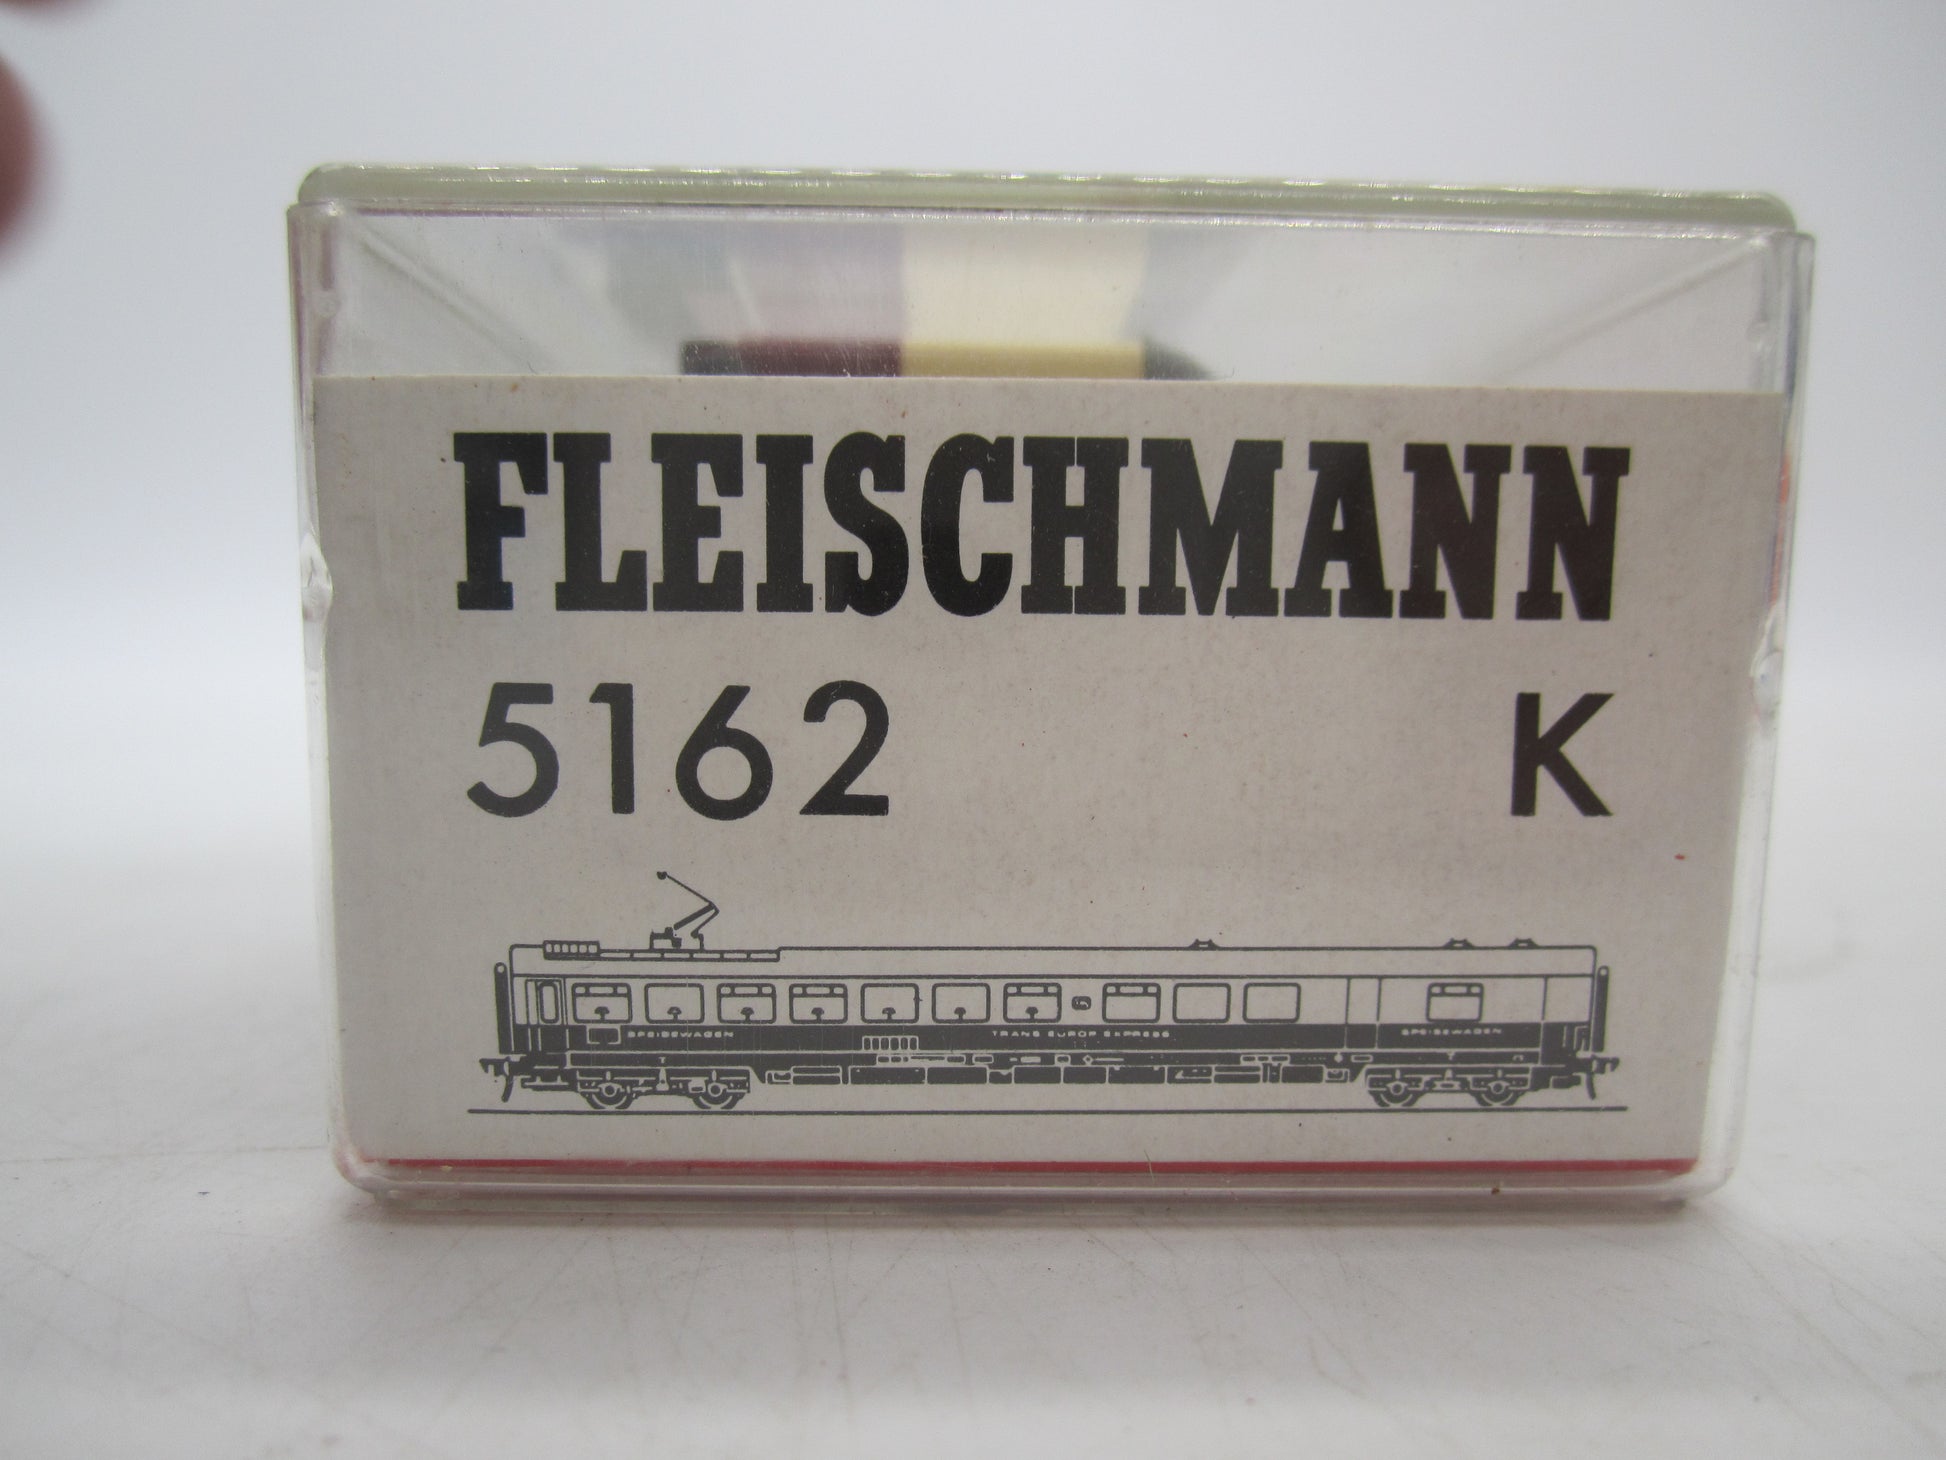 FLEISCHMANN
5162 K
SPEISEWAGEN TRANS EUROP EXPRESS SPEISEWAGEN